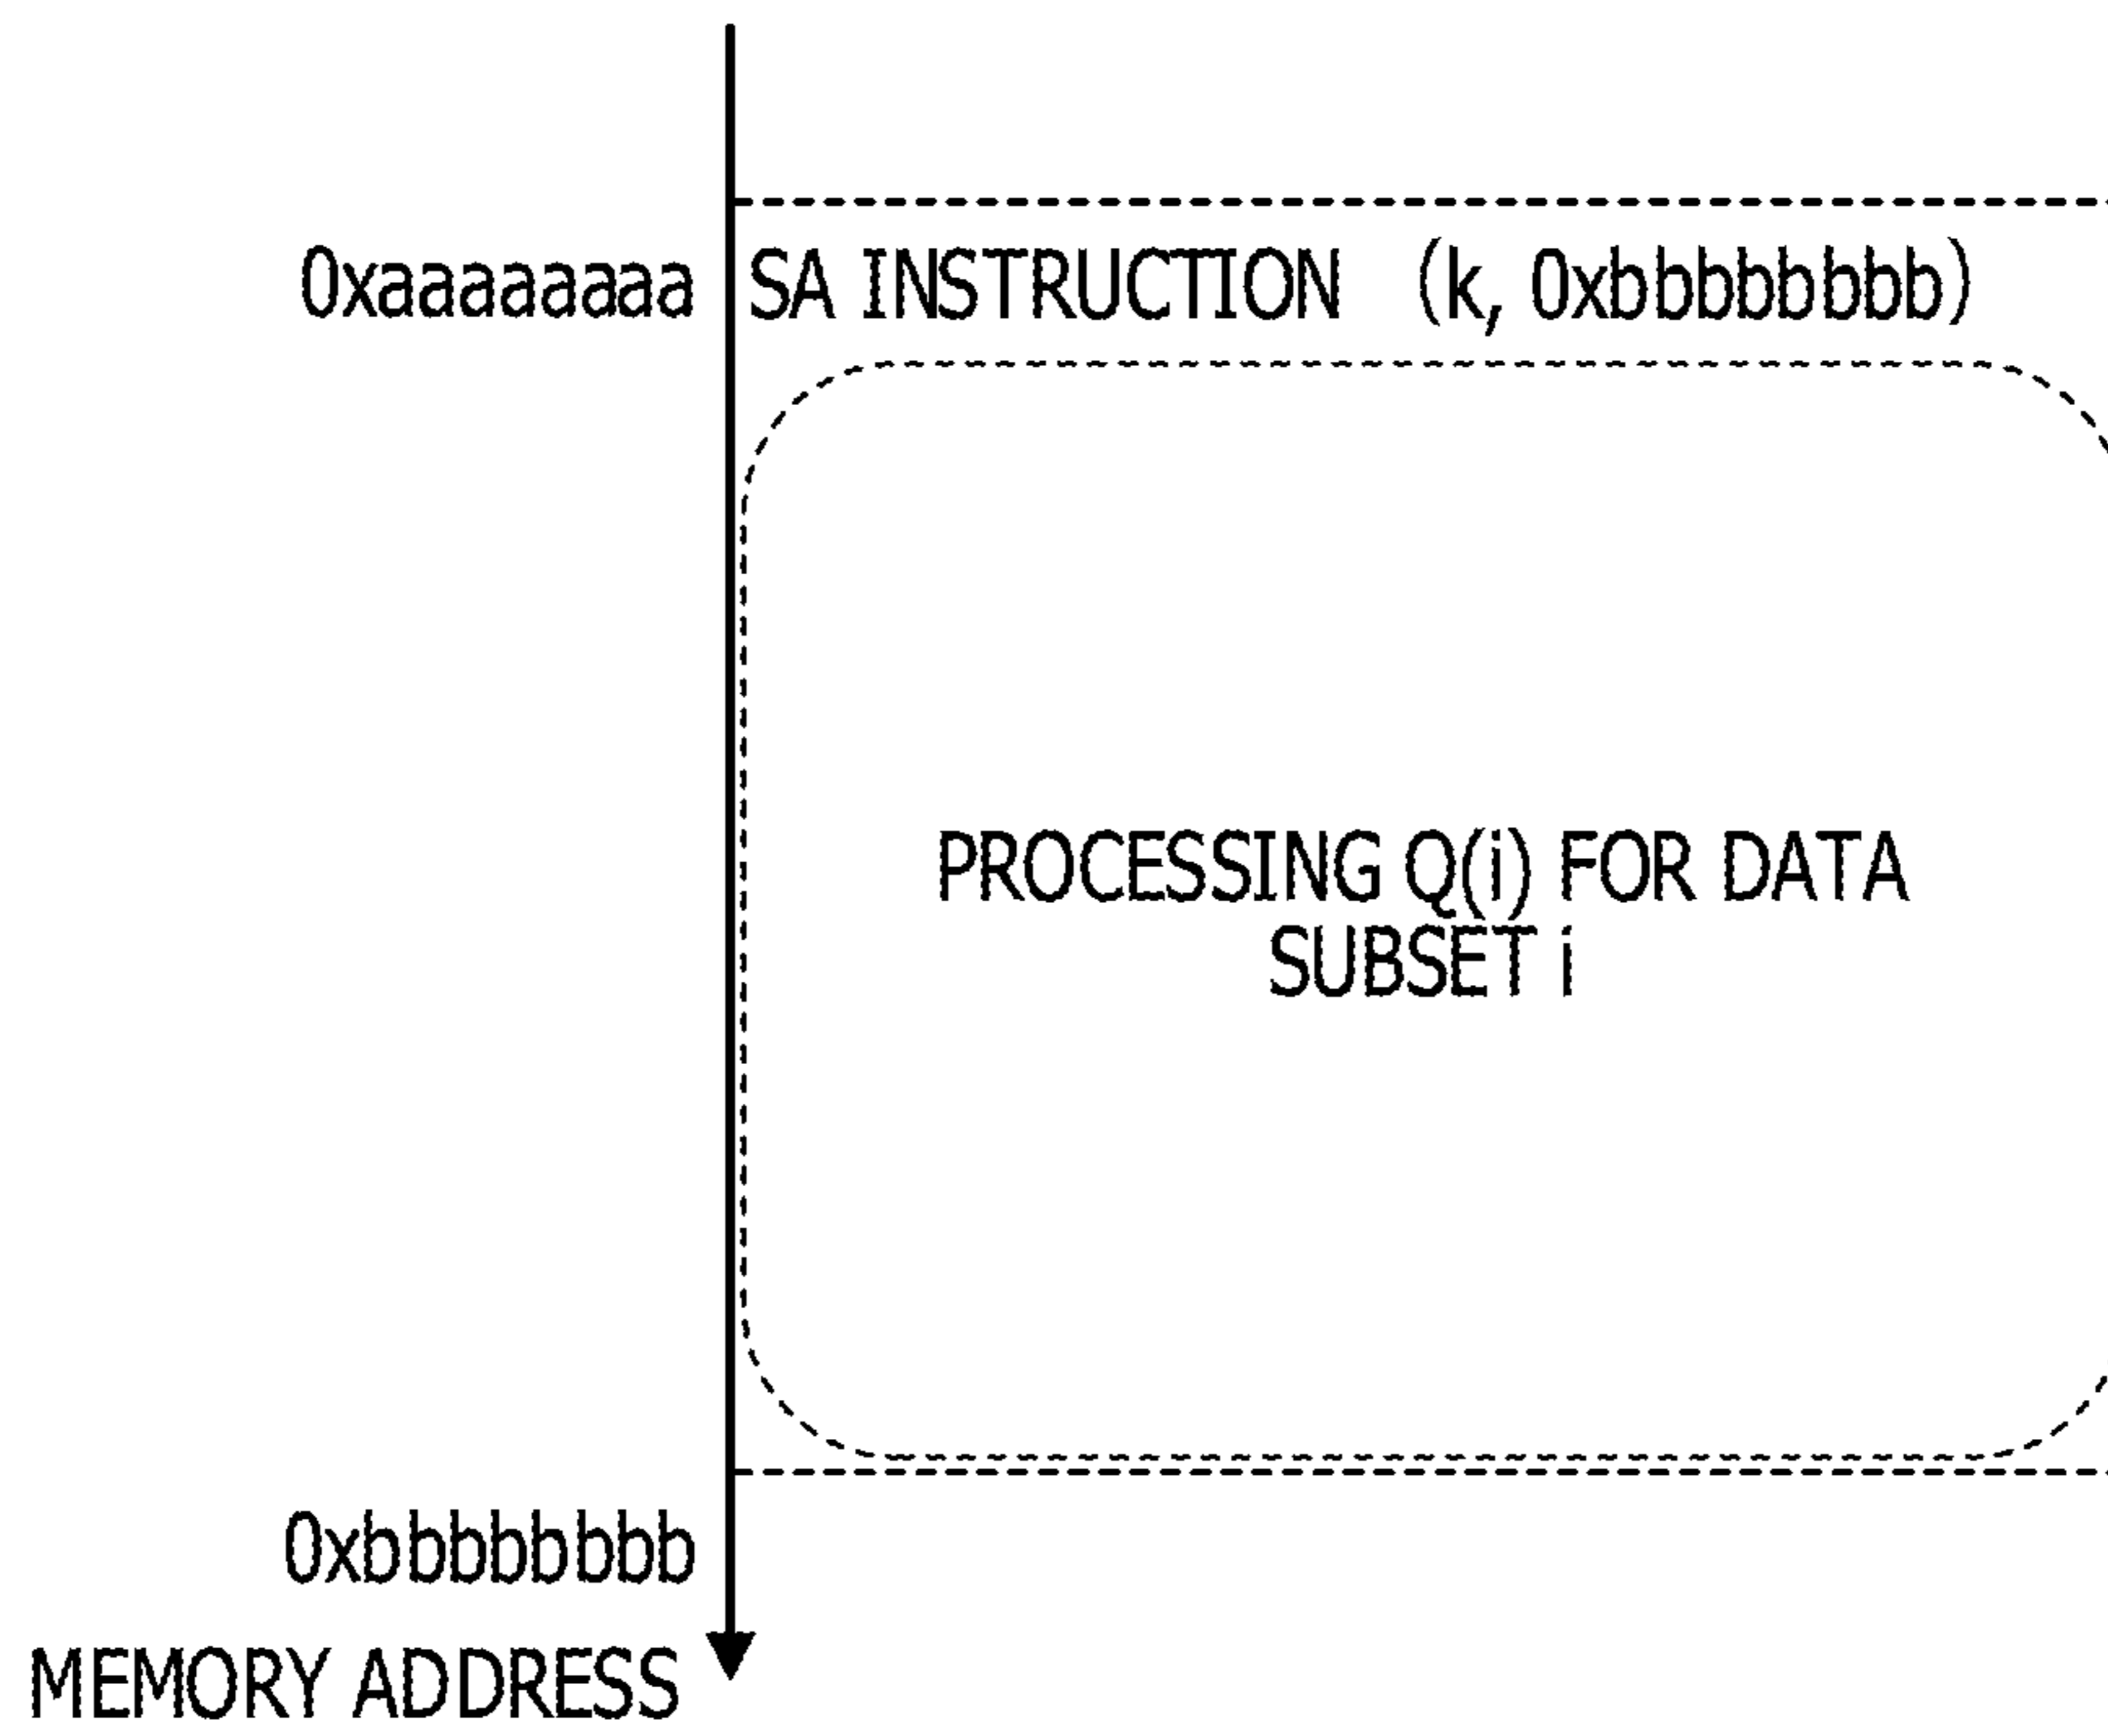 0xaaaaaaaa SA INSTRUCTION (k, 0xbbbbbbbb)
PROCESSING Q(i) FOR DATA
SUBSET i
0xbbbbbbbb
MEMORY ADDRESS